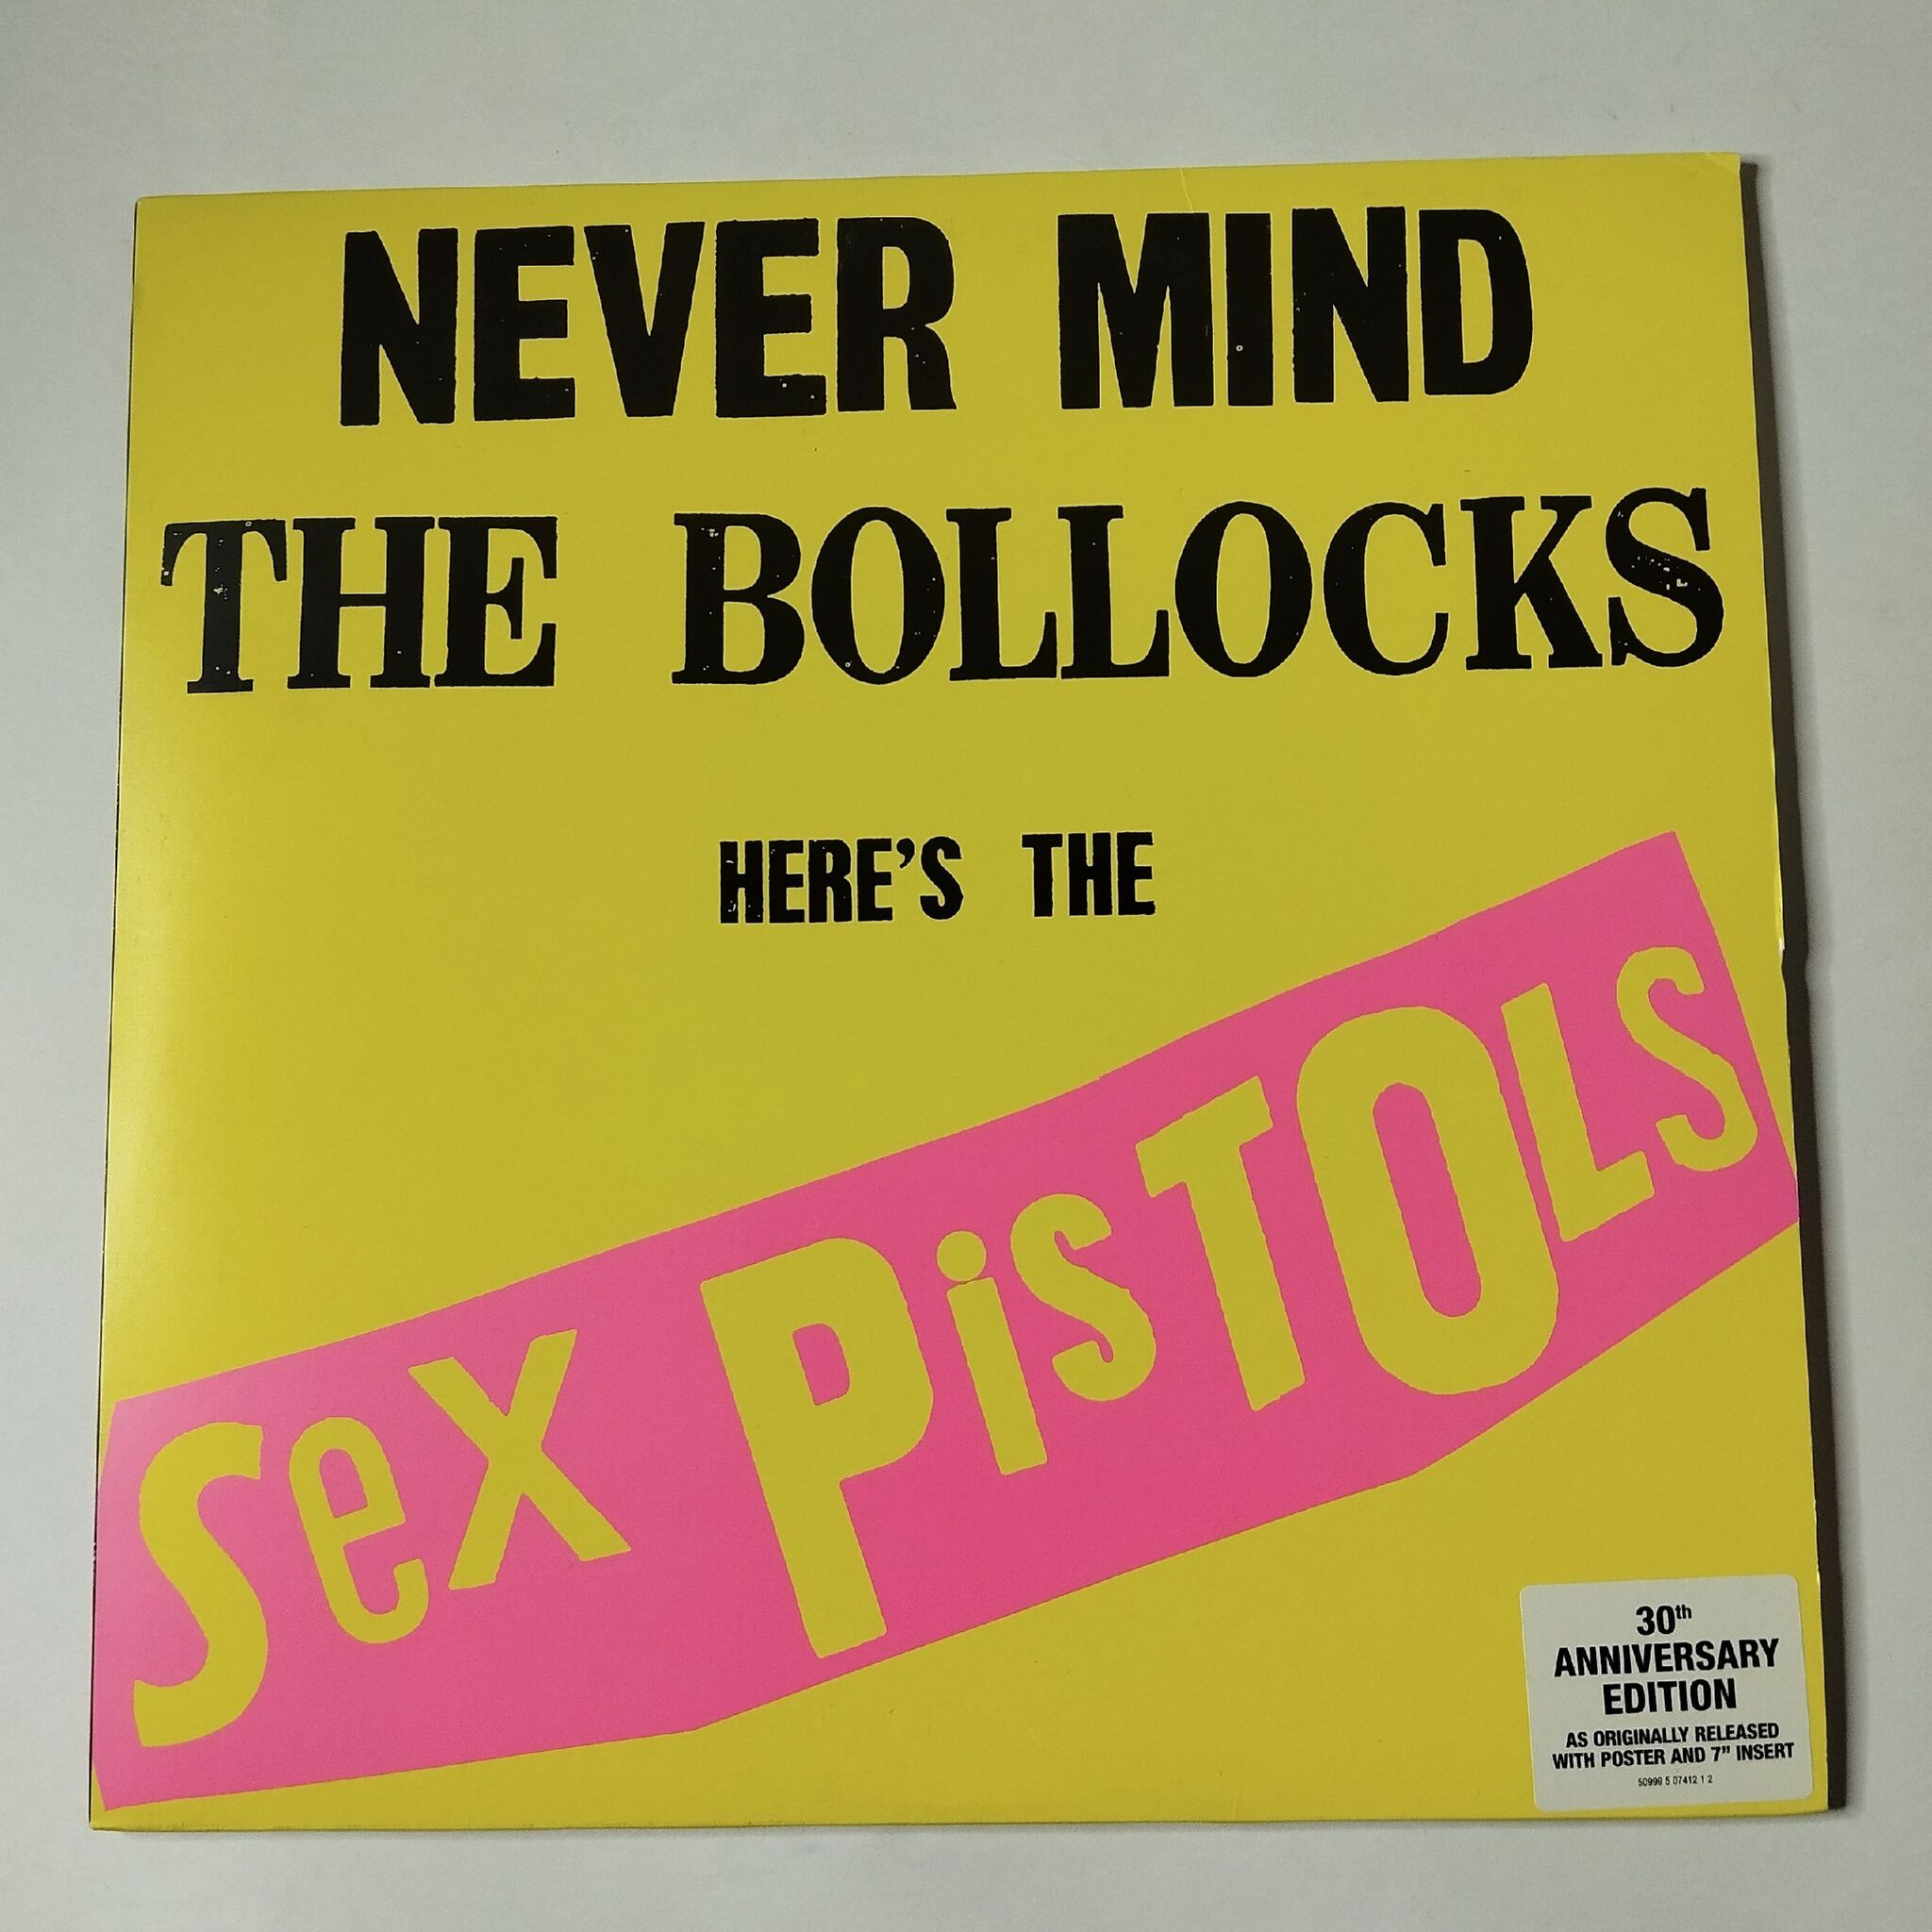 NEVER MIND
THE BOLLOCKS
HERE'S THE
Sex PisTOLS
30th
ANNIVERSARY
EDITION
AS ORIGINALLY RELEASED
WITH POSTER AND 7" INSERT
50999 5 07412 1 2